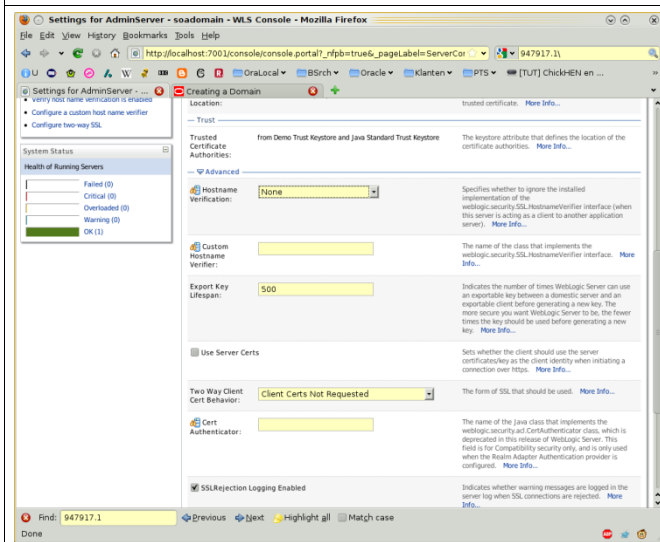 Settings for AdminServer - soadomain - WLS Console - Mozilla Firefox
File Edit View History Bookmarks Tools Help
http://localhost:7001/console/console.portal?_nfpb=true&_pageLabel=ServerCor
947917.1\
U W OraLocal BSrch Oracle Klanten PTS [TUT] ChickHEN en ... »
Settings for AdminServer - ... Creating a Domain
Verify host name verification is enabled
Configure a custom host name verifier
Configure two-way SSL
System Status
Health of Running Servers
Failed (0)
Critical (0)
Overloaded (0)
Warning (0)
OK (1)
Location:
trusted certificate. More Info...
Trust
Trusted
Certificate
Authorities:
from Demo Trust Keystore and Java Standard Trust Keystore
The keystore attribute that defines the location of the
certificate authorities. More Info...
Advanced
Hostname
Verification:
None
Specifies whether to ignore the installed
implementation of the
weblogic.security.SSL.HostnameVerifier interface (when
this server is acting as a client to another application
server). More Info...
Custom
Hostname
Verifier:
The name of the class that implements the
weblogic.security.SSL.HostnameVerifier interface. More
Info...
Export Key
Lifespan:
500
Indicates the number of times WebLogic Server can use
an exportable key between a domestic server and an
exportable client before generating a new key. The
more secure you want WebLogic Server to be, the fewer
times the key should be used before generating a new
key. More Info...
Use Server Certs
Sets whether the client should use the server
certificates/key as the client identity when initiating a
connection over https. More Info...
Two Way Client
Cert Behavior:
Client Certs Not Requested
The form of SSL that should be used. More Info...
Cert
Authenticator:
The name of the Java class that implements the
weblogic.security.acl.CertAuthenticator class, which is
deprecated in this release of WebLogic Server. This
field is for Compatibility security only, and is only used
when the Realm Adapter Authentication provider is
configured. More Info...
SSLRejection Logging Enabled
Indicates whether warning messages are logged in the
server log when SSL connections are rejected. More
Info...
Find: 947917.1 Previous Next Highlight all Match case
Done
ABP